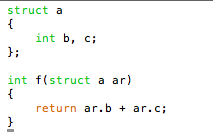 struct a
{
    int b, c;
};

int f(struct a ar)
{
    return ar.b + ar.c;
}